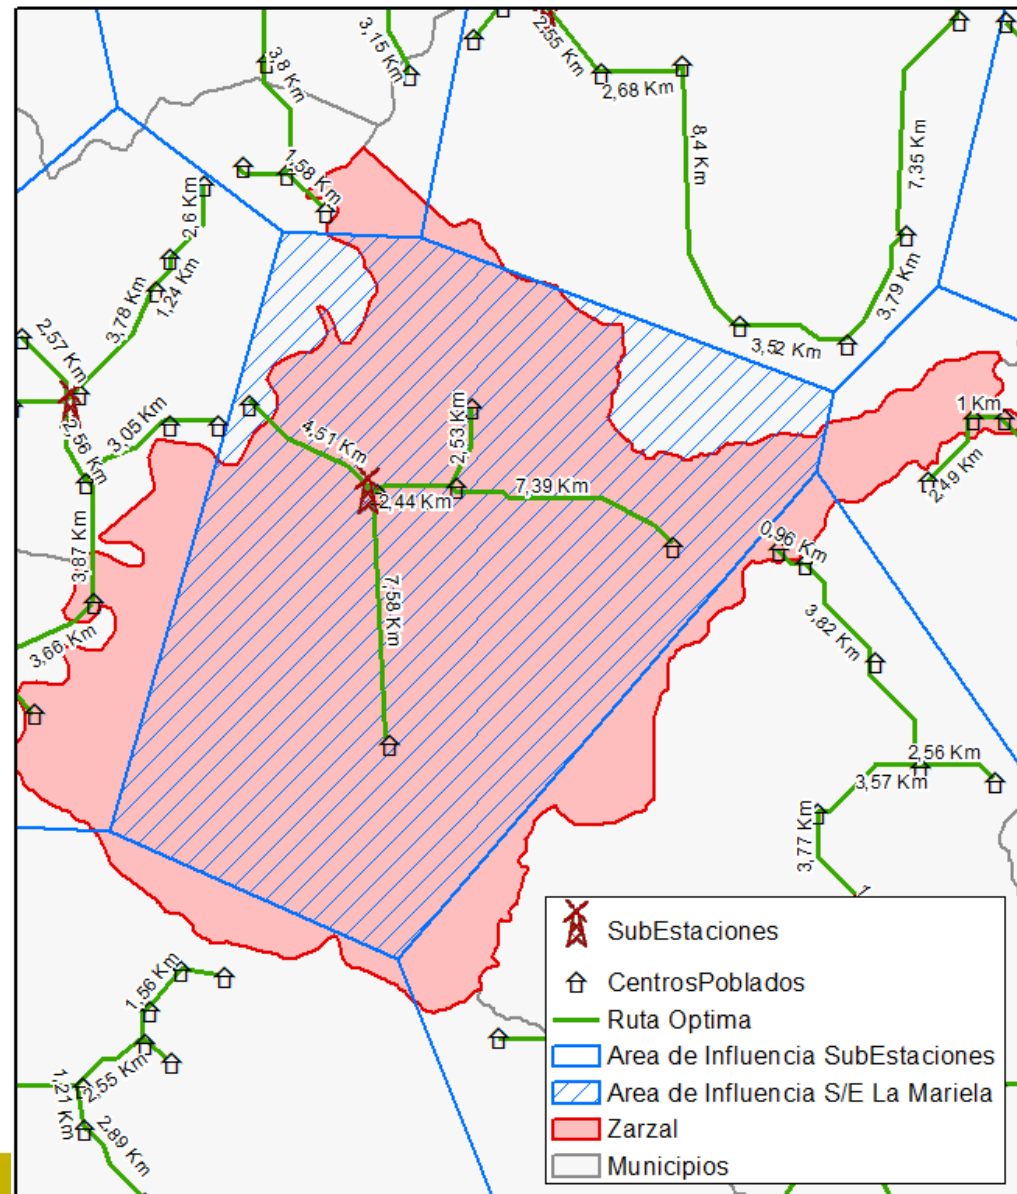 2,55 Km
3,15 Km
3,8 Km
2,68 Km
8,4 Km
7,35 Km
1,58 Km
2,6 Km
1,24 Km
3,78 Km
3,79 Km
3,52 Km
2,57 Km
2,56 Km
3,05 Km
4,51 Km
2,53 Km
1 Km
2,49 Km
2,44 Km
7,39 Km
0,96 Km
3,87 Km
7,58 Km
3,66 Km
3,82 Km
2,56 Km
3,57 Km
3,77 Km
1,56 Km
2,55 Km
1,21 Km
2,89 Km
SubEstaciones
CentrosPoblados
Ruta Optima
Area de Influencia SubEstaciones
Area de Influencia S/E La Mariela
Zarzal
Municipios